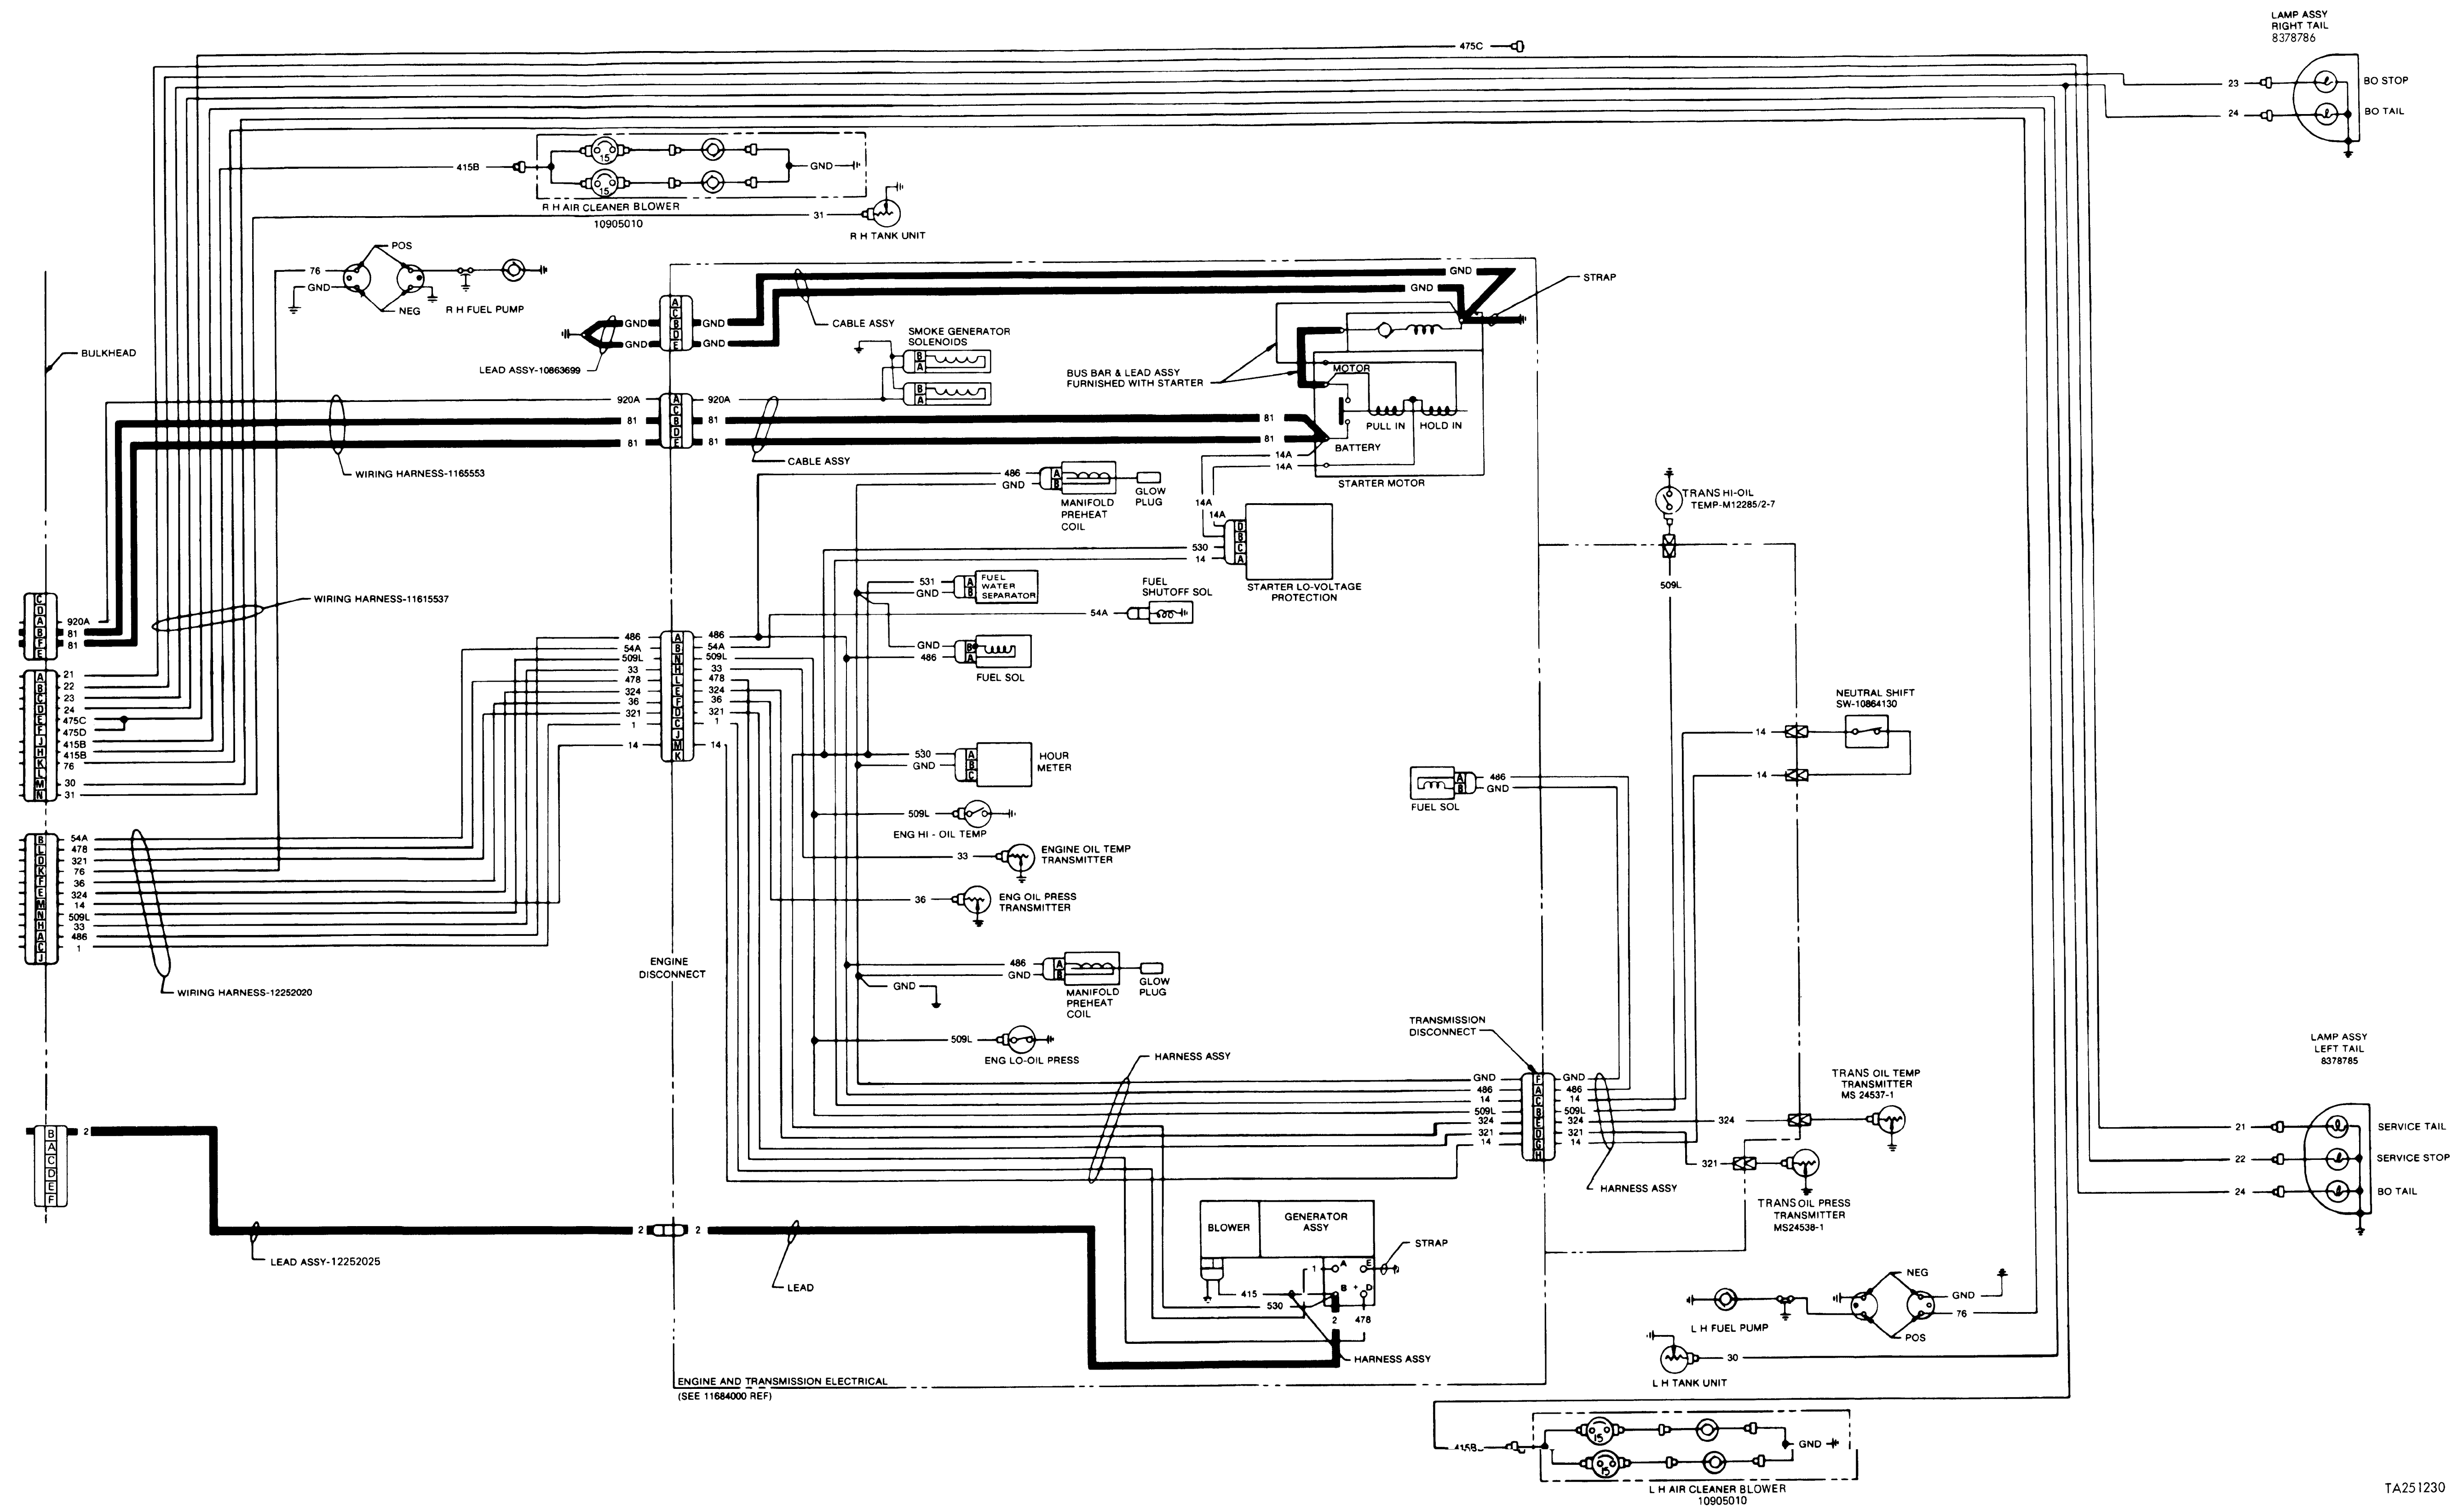 LAMP ASSY
RIGHT TAIL
8378786
475C
23
BO STOP
24
BO TAIL
415B
15
15
GND
R H AIR CLEANER BLOWER
10905010
31
R H TANK UNIT
POS
76
GND
NEG
R H FUEL PUMP
GND
GND
STRAP
A
C
B
D
E
GND
GND
GND
GND
CABLE ASSY
LEAD ASSY-10863699
SMOKE GENERATOR
SOLENOIDS
B
A
B
A
BUS BAR & LEAD ASSY
FURNISHED WITH STARTER
MOTOR
PULL IN
HOLD IN
BATTERY
STARTER MOTOR
BULKHEAD
920A
81
81
A
C
B
D
E
920A
81
81
81
81
CABLE ASSY
WIRING HARNESS-1165553
14A
14A
14A
14A
486
GND
A
B
MANIFOLD
PREHEAT
COIL
GLOW
PLUG
530
14
D
B
C
A
STARTER LO-VOLTAGE
PROTECTION
TRANS HI-OIL
TEMP-M12285/2-7
509L
531
GND
A
B
FUEL
WATER
SEPARATOR
FUEL
SHUTOFF SOL
54A
WIRING HARNESS-11615537
C
D
A
B
F
E
920A
81
81
A
B
C
D
E
F
J
H
K
L
M
N
21
22
23
24
475C
475D
415B
415B
76
30
31
486
54A
509L
33
478
324
36
321
1
14
A
B
N
H
L
E
F
D
C
J
M
K
486
54A
509L
33
478
324
36
321
1
14
GND
486
B
A
FUEL SOL
NEUTRAL SHIFT
SW-10864130
14
14
530
GND
A
B
C
HOUR
METER
FUEL SOL
A
B
486
GND
509L
ENG HI - OIL TEMP
33
ENGINE OIL TEMP
TRANSMITTER
36
ENG OIL PRESS
TRANSMITTER
B
L
D
K
F
E
M
N
H
A
C
J
54A
478
321
76
36
324
14
509L
33
486
1
WIRING HARNESS-12252020
ENGINE
DISCONNECT
486
GND
GND
A
B
MANIFOLD
PREHEAT
COIL
GLOW
PLUG
509L
ENG LO-OIL PRESS
TRANSMISSION
DISCONNECT
HARNESS ASSY
GND
486
14
509L
324
321
14
F
A
C
B
E
D
G
H
GND
486
14
509L
324
321
14
HARNESS ASSY
TRANS OIL TEMP
TRANSMITTER
MS 24537-1
324
321
TRANS OIL PRESS
TRANSMITTER
MS24538-1
LAMP ASSY
LEFT TAIL
8378785
21
SERVICE TAIL
22
SERVICE STOP
24
BO TAIL
B
A
C
D
E
F
2
LEAD ASSY-12252025
2
2
LEAD
BLOWER
GENERATOR
ASSY
STRAP
1
A
E
B
+
D
415
530
2
478
HARNESS ASSY
NEG
GND
76
POS
L H FUEL PUMP
30
L H TANK UNIT
ENGINE AND TRANSMISSION ELECTRICAL
(SEE 11684000 REF)
415B
15
15
GND
L H AIR CLEANER BLOWER
10905010
TA251230